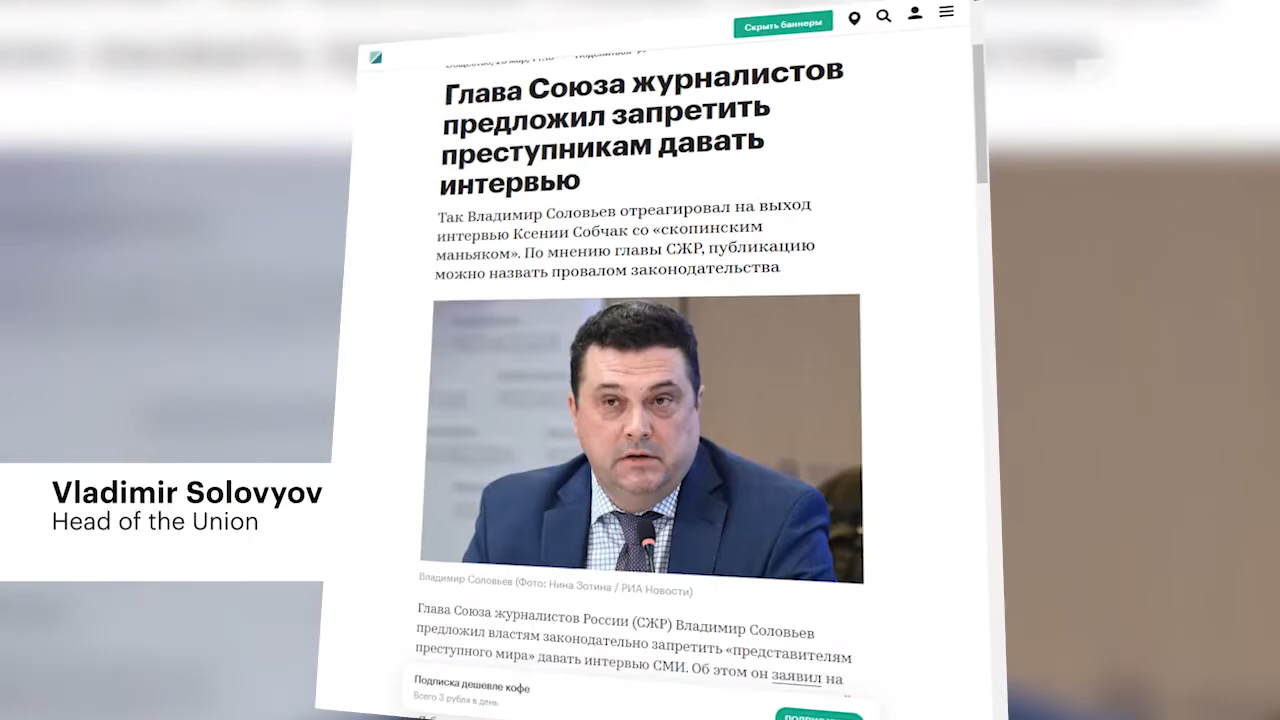 Скрыть баннеры
Глава Союза журналистов
предложил запретить
преступникам давать
интервью
Так Владимир Соловьев отреагировал на выход
интервью Ксении Собчак со «скопинским
маньяком». По мнению главы СЖР, публикацию
можно назвать провалом законодательства
Vladimir Solovyov
Head of the Union
Владимир Соловьев (Фото: Нина Зотина / РИА Новости)
Глава Союза журналистов России (СЖР) Владимир Соловьев
предложил властям законодательно запретить «представителям
преступного мира» давать интервью СМИ. Об этом он заявил на
Подписка дешевле кофе
Всего 3 рубля в день